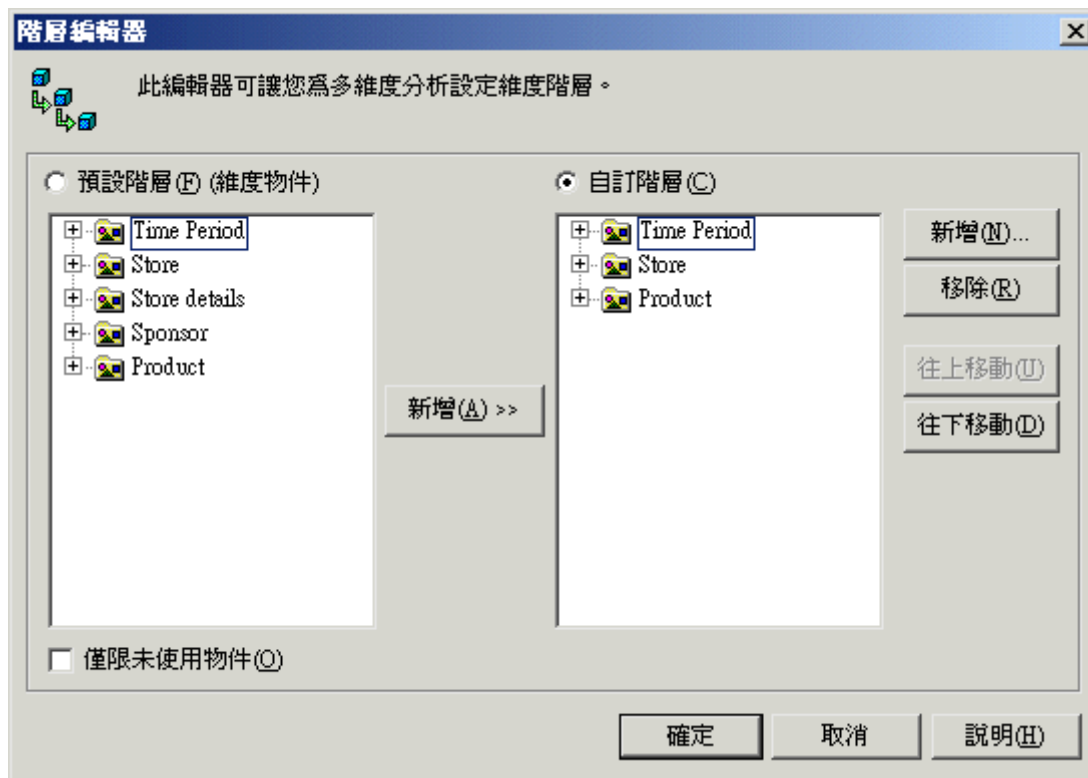 階層編輯器
此編輯器可讓您爲多維度分析設定維度階層。
預設階層(F) (維度物件)
Time Period
Store
Store details
Sponsor
Product
新增(A) >>
自訂階層(C)
Time Period
Store
Product
新增(N)...
移除(R)
往上移動(U)
往下移動(D)
僅限未使用物件(O)
確定
取消
說明(H)